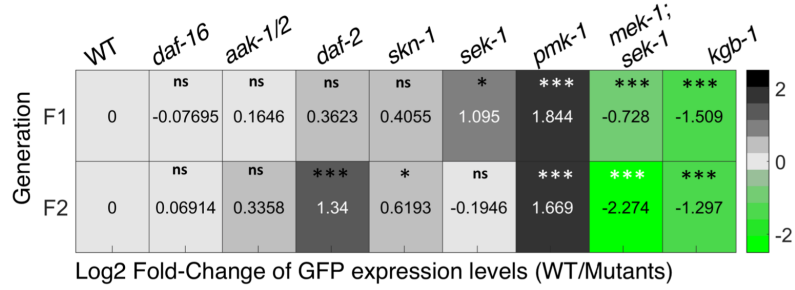 WT daf-16 aak-1/2 daf-2 skn-1 sek-1 pmk-1 mek-1; sek-1 kgb-1
Generation
ns ns ns ns * *** *** ***
F1 0 -0.07695 0.1646 0.3623 0.4055 1.095 1.844 -0.728 -1.509
ns ns *** * ns *** *** ***
F2 0 0.06914 0.3358 1.34 0.6193 -0.1946 1.669 -2.274 -1.297
2
0
-2
Log2 Fold-Change of GFP expression levels (WT/Mutants)